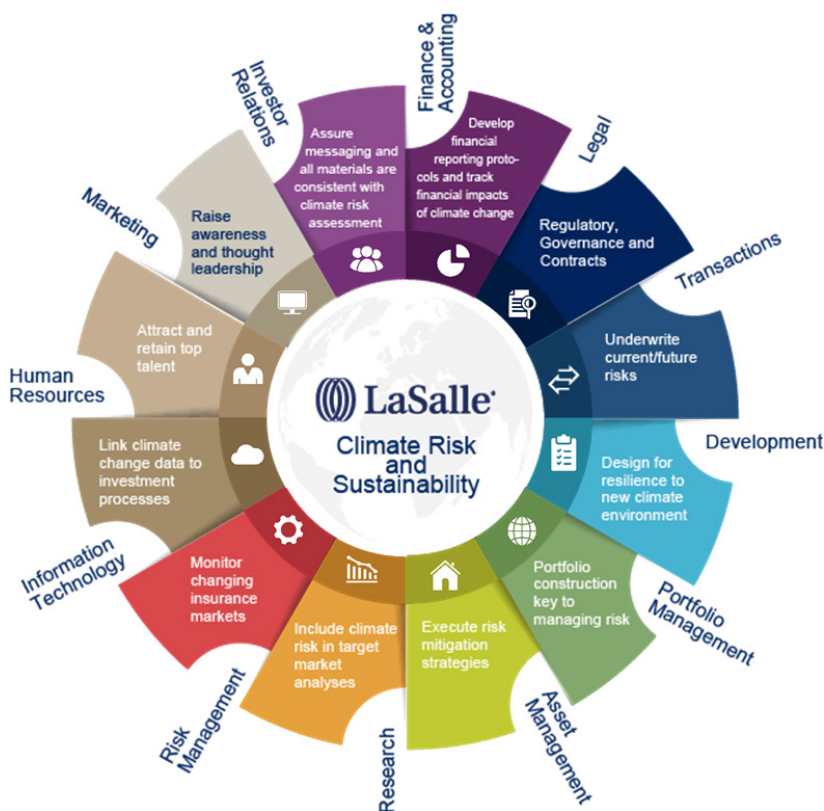 LaSalle
Climate Risk
and
Sustainability
Finance &
Accounting
Develop
financial
reporting proto-
cols and track
financial impacts
of climate change
Legal
Regulatory,
Governance and
Contracts
Transactions
Underwrite
current/future
risks
Development
Design for
resilience to
new climate
environment
Portfolio
Management
Portfolio
construction
key to
managing risk
Asset
Management
Execute risk
mitigation
strategies
Research
Include climate
risk in target
market
analyses
Risk
Management
Monitor
changing
insurance
markets
Information
Technology
Link climate
change data to
investment
processes
Human
Resources
Attract and
retain top
talent
Marketing
Raise
awareness
and thought
leadership
Investor
Relations
Assure
messaging and
all materials are
consistent with
climate risk
assessment